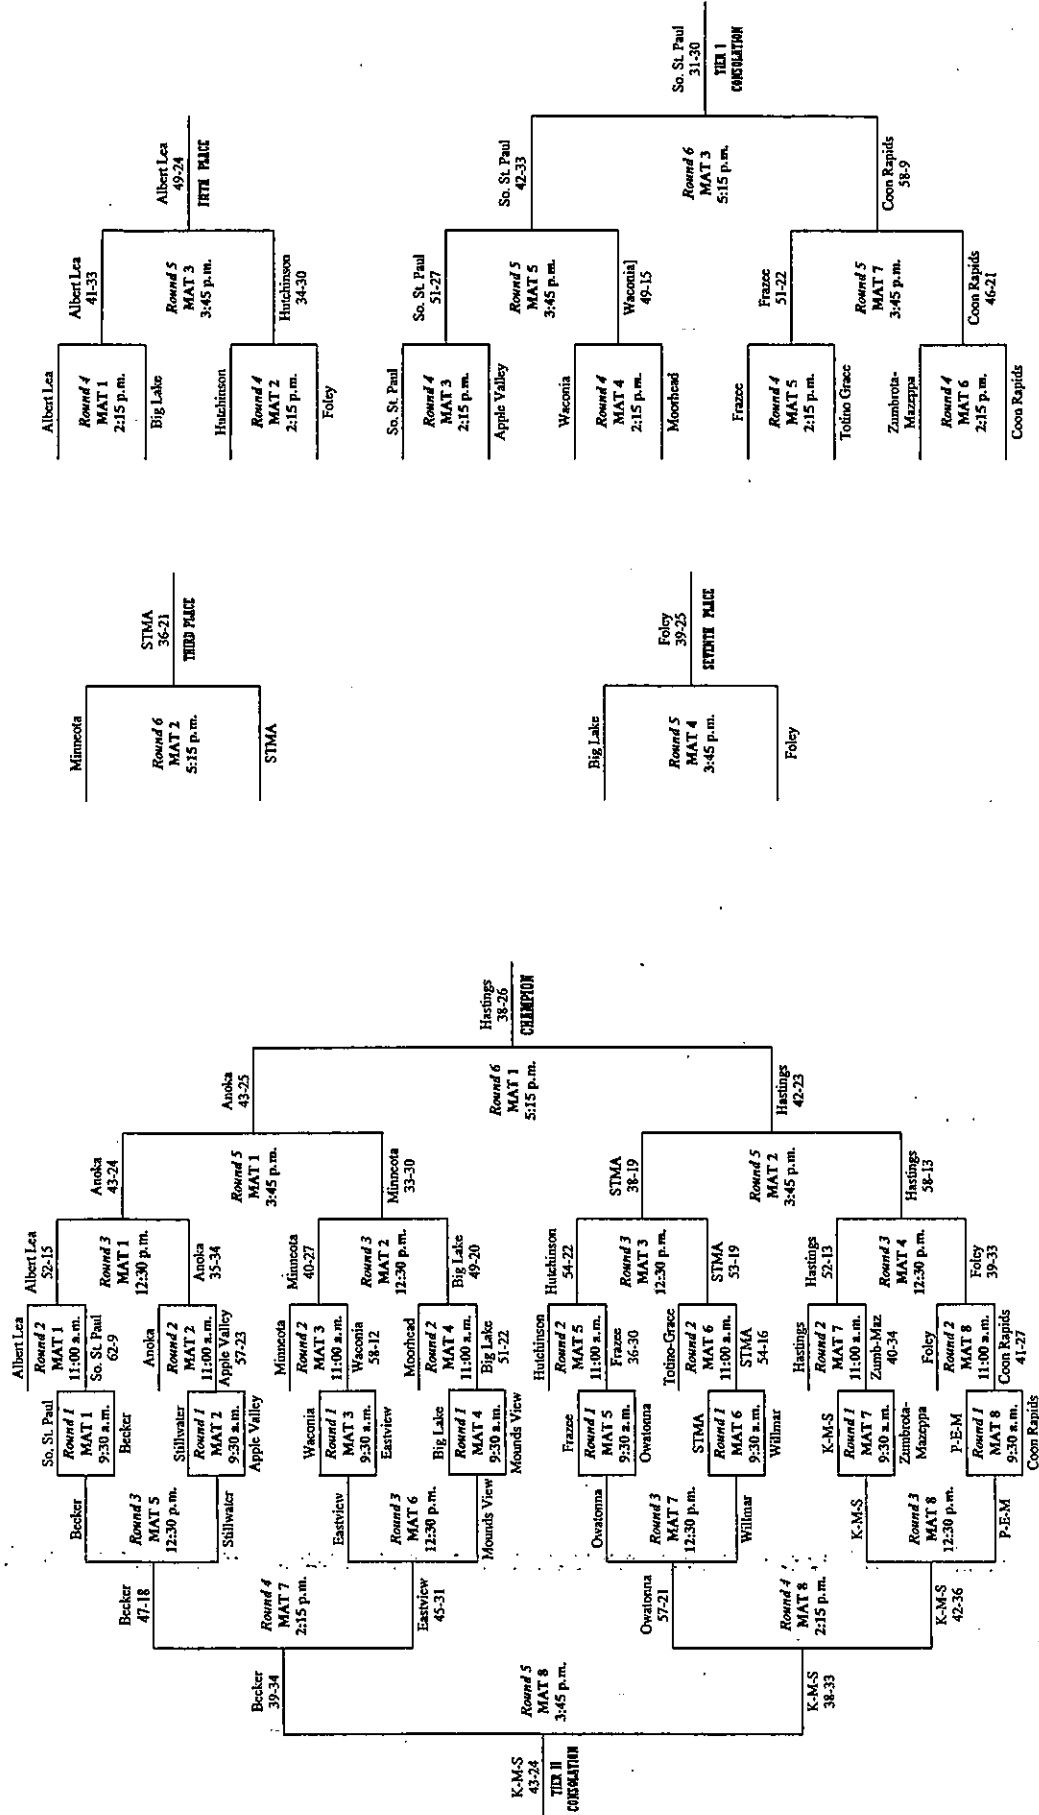 K-M-S
43-24
TIER II
CONSOLATION
Becker
39-34
Round 5
MAT 8
3:45 p.m.
K-M-S
38-33
Becker
47-18
Round 4
MAT 7
2:15 p.m.
Eastview
45-31
Owatonna
57-21
Round 4
MAT 8
2:15 p.m.
K-M-S
42-36
Becker
Round 3
MAT 5
12:30 p.m.
Stillwater
Eastview
Round 3
MAT 6
12:30 p.m.
Mounds View
Owatonna
Round 3
MAT 7
12:30 p.m.
Willmar
K-M-S
Round 3
MAT 8
12:30 p.m.
P-E-M
So. St. Paul
Round 1
MAT 1
9:30 a.m.
Becker
Stillwater
Round 1
MAT 2
9:30 a.m.
Apple Valley
Waconia
Round 1
MAT 3
9:30 a.m.
Eastview
Big Lake
Round 1
MAT 4
9:30 a.m.
Mounds View
Frazee
Round 1
MAT 5
9:30 a.m.
Owatonna
STMA
Round 1
MAT 6
9:30 a.m.
Willmar
K-M-S
Round 1
MAT 7
9:30 a.m.
Zumbrota-
Mazeppa
P-E-M
Round 1
MAT 8
9:30 a.m.
Coon Rapids
Albert Lea
Round 2
MAT 1
11:00 a.m.
So. St. Paul
62-9
Anoka
Round 2
MAT 2
11:00 a.m.
Apple Valley
57-23
Minneota
Round 2
MAT 3
11:00 a.m.
Waconia
58-12
Moorhead
Round 2
MAT 4
11:00 a.m.
Big Lake
51-22
Hutchinson
Round 2
MAT 5
11:00 a.m.
Frazee
36-30
Totino-Grace
Round 2
MAT 6
11:00 a.m.
STMA
54-16
Hastings
Round 2
MAT 7
11:00 a.m.
Zumb-Maz
40-34
Foley
Round 2
MAT 8
11:00 a.m.
Coon Rapids
41-27
Albert Lea
52-15
Round 3
MAT 1
12:30 p.m.
Anoka
35-34
Minneota
40-27
Round 3
MAT 2
12:30 p.m.
Big Lake
49-20
Hutchinson
54-22
Round 3
MAT 3
12:30 p.m.
STMA
53-19
Hastings
52-13
Round 3
MAT 4
12:30 p.m.
Foley
39-33
Anoka
43-24
Round 5
MAT 1
3:45 p.m.
Minneota
33-30
STMA
38-19
Round 5
MAT 2
3:45 p.m.
Hastings
58-13
Anoka
43-25
Round 6
MAT 1
5:15 p.m.
Hastings
42-23
Hastings
38-26
CHAMPION
Minneota
Round 6
MAT 2
5:15 p.m.
STMA
STMA
36-21
THIRD PLACE
Big Lake
Round 5
MAT 4
3:45 p.m.
Foley
Foley
39-25
SEVENTH PLACE
Albert Lea
Round 4
MAT 1
2:15 p.m.
Big Lake
Hutchinson
Round 4
MAT 2
2:15 p.m.
Foley
Albert Lea
41-33
Round 5
MAT 3
3:45 p.m.
Hutchinson
34-30
Albert Lea
49-24
PLACE
So. St. Paul
Round 4
MAT 3
2:15 p.m.
Apple Valley
Waconia
Round 4
MAT 4
2:15 p.m.
Moorhead
Frazee
Round 4
MAT 5
2:15 p.m.
Totino Grace
Zumbrota-
Mazeppa
Round 4
MAT 6
2:15 p.m.
Coon Rapids
So. St. Paul
51-27
Round 5
MAT 5
3:45 p.m.
Waconia]
49-15
Frazee
51-22
Round 5
MAT 7
3:45 p.m.
Coon Rapids
46-21
So. St. Paul
42-33
Round 6
MAT 3
5:15 p.m.
Coon Rapids
58-9
So. St. Paul
31-30
TIER I
CONSOLATION